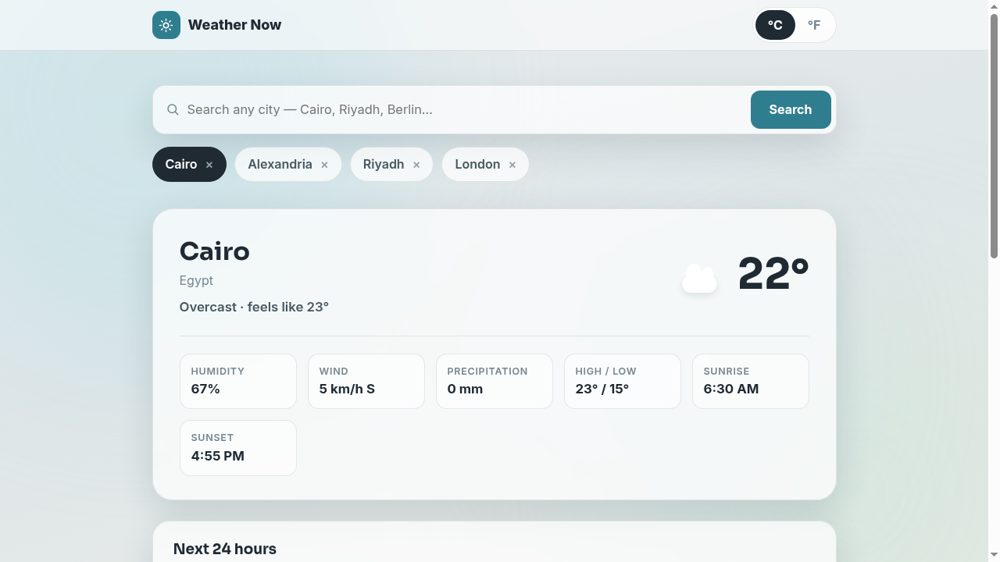 Weather Now
°C °F
Search any city — Cairo, Riyadh, Berlin...
Search
Cairo × Alexandria × Riyadh × London ×
Cairo
Egypt
Overcast · feels like 23°
22°
HUMIDITY
67%
WIND
5 km/h S
PRECIPITATION
0 mm
HIGH / LOW
23° / 15°
SUNRISE
6:30 AM
SUNSET
4:55 PM
Next 24 hours